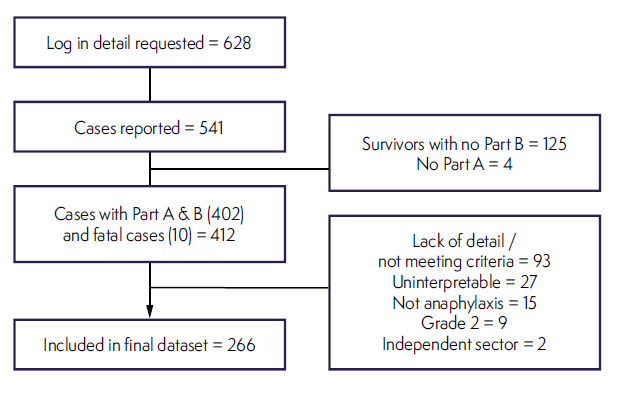 Log in detail requested = 628
Cases reported = 541
Survivors with no Part B = 125
No Part A = 4
Cases with Part A & B (402)
and fatal cases (10) = 412
Lack of detail /
not meeting criteria = 93
Uninterpretable = 27
Not anaphylaxis = 15
Grade 2 = 9
Independent sector = 2
Included in final dataset = 266